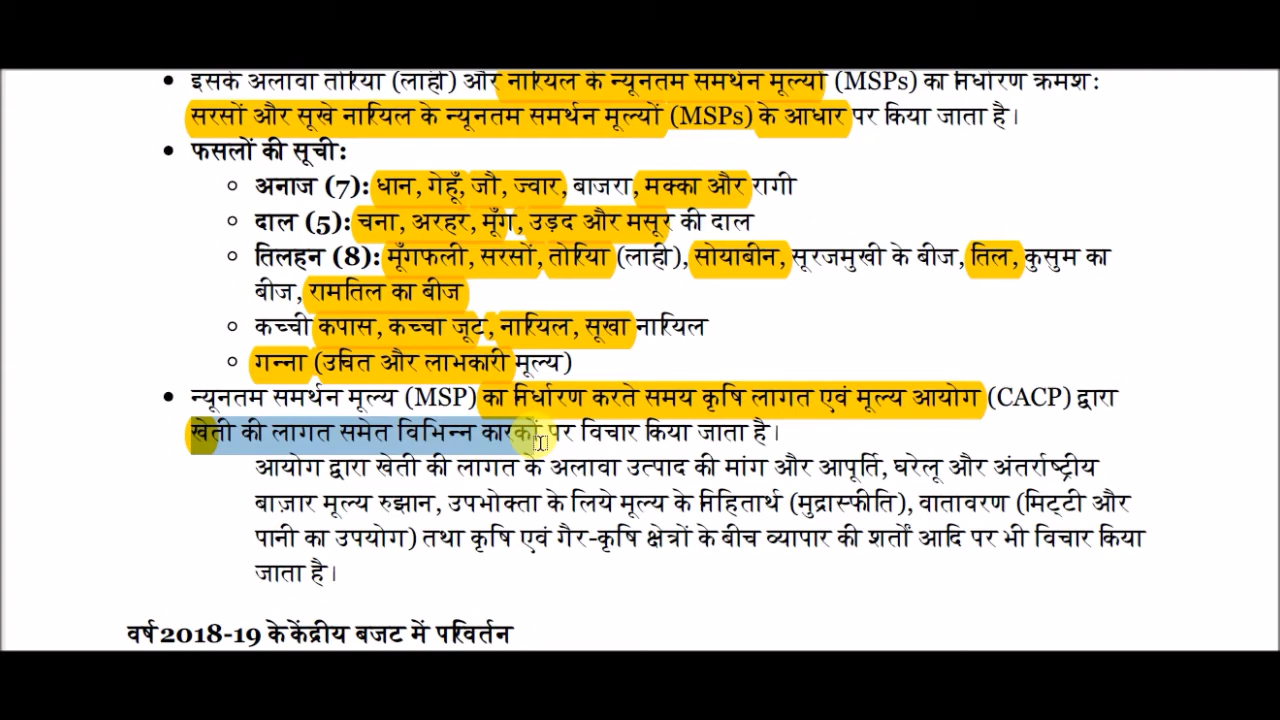 इसके अलावा तोरिया (लाही) और नारियल के न्यूनतम समर्थन मूल्यों (MSPs) का निर्धारण क्रमश:
सरसों और सूखे नारियल के न्यूनतम समर्थन मूल्यों (MSPs) के आधार पर किया जाता है।
फसलों की सूची:
अनाज (7): धान, गेहूँ, जौ, ज्वार, बाजरा, मक्का और रागी
दाल (5): चना, अरहर, मूँग, उड़द और मसूर की दाल
तिलहन (8): मूँगफली, सरसों, तोरिया (लाही), सोयाबीन, सूरजमुखी के बीज, तिल, कुसुम का
बीज, रामतिल का बीज
कच्ची कपास, कच्चा जूट, नारियल, सूखा नारियल
गन्ना (उचित और लाभकारी मूल्य)
न्यूनतम समर्थन मूल्य (MSP) का निर्धारण करते समय कृषि लागत एवं मूल्य आयोग (CACP) द्वारा
खेती की लागत समेत विभिन्न कारकों पर विचार किया जाता है।
आयोग द्वारा खेती की लागत के अलावा उत्पाद की मांग और आपूर्ति, घरेलू और अंतर्राष्ट्रीय
बाज़ार मूल्य रुझान, उपभोक्ता के लिये मूल्य के निहितार्थ (मुद्रास्फीति), वातावरण (मिट्टी और
पानी का उपयोग) तथा कृषि एवं गैर-कृषि क्षेत्रों के बीच व्यापार की शर्तों आदि पर भी विचार किया
जाता है।
वर्ष 2018-19 के केंद्रीय बजट में परिवर्तन